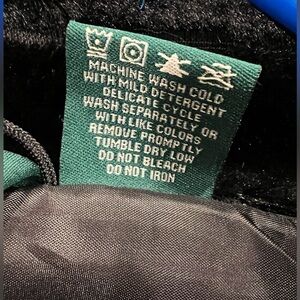 MACHINE WASH COLD
WITH MILD DETERGENT
DELICATE CYCLE
WASH SEPARATELY OR
WITH LIKE COLORS
REMOVE PROMPTLY
TUMBLE DRY LOW
DO NOT BLEACH
DO NOT IRON